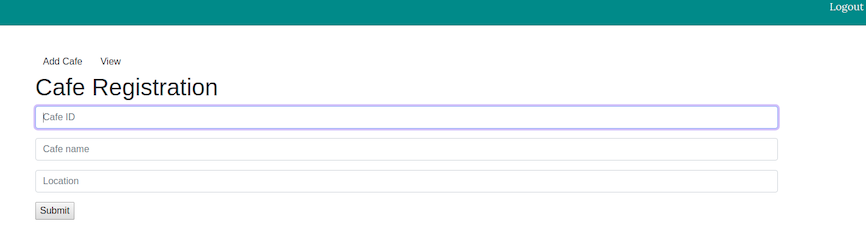 Logout
Add Cafe View
Cafe Registration
Cafe ID
Cafe name
Location
Submit